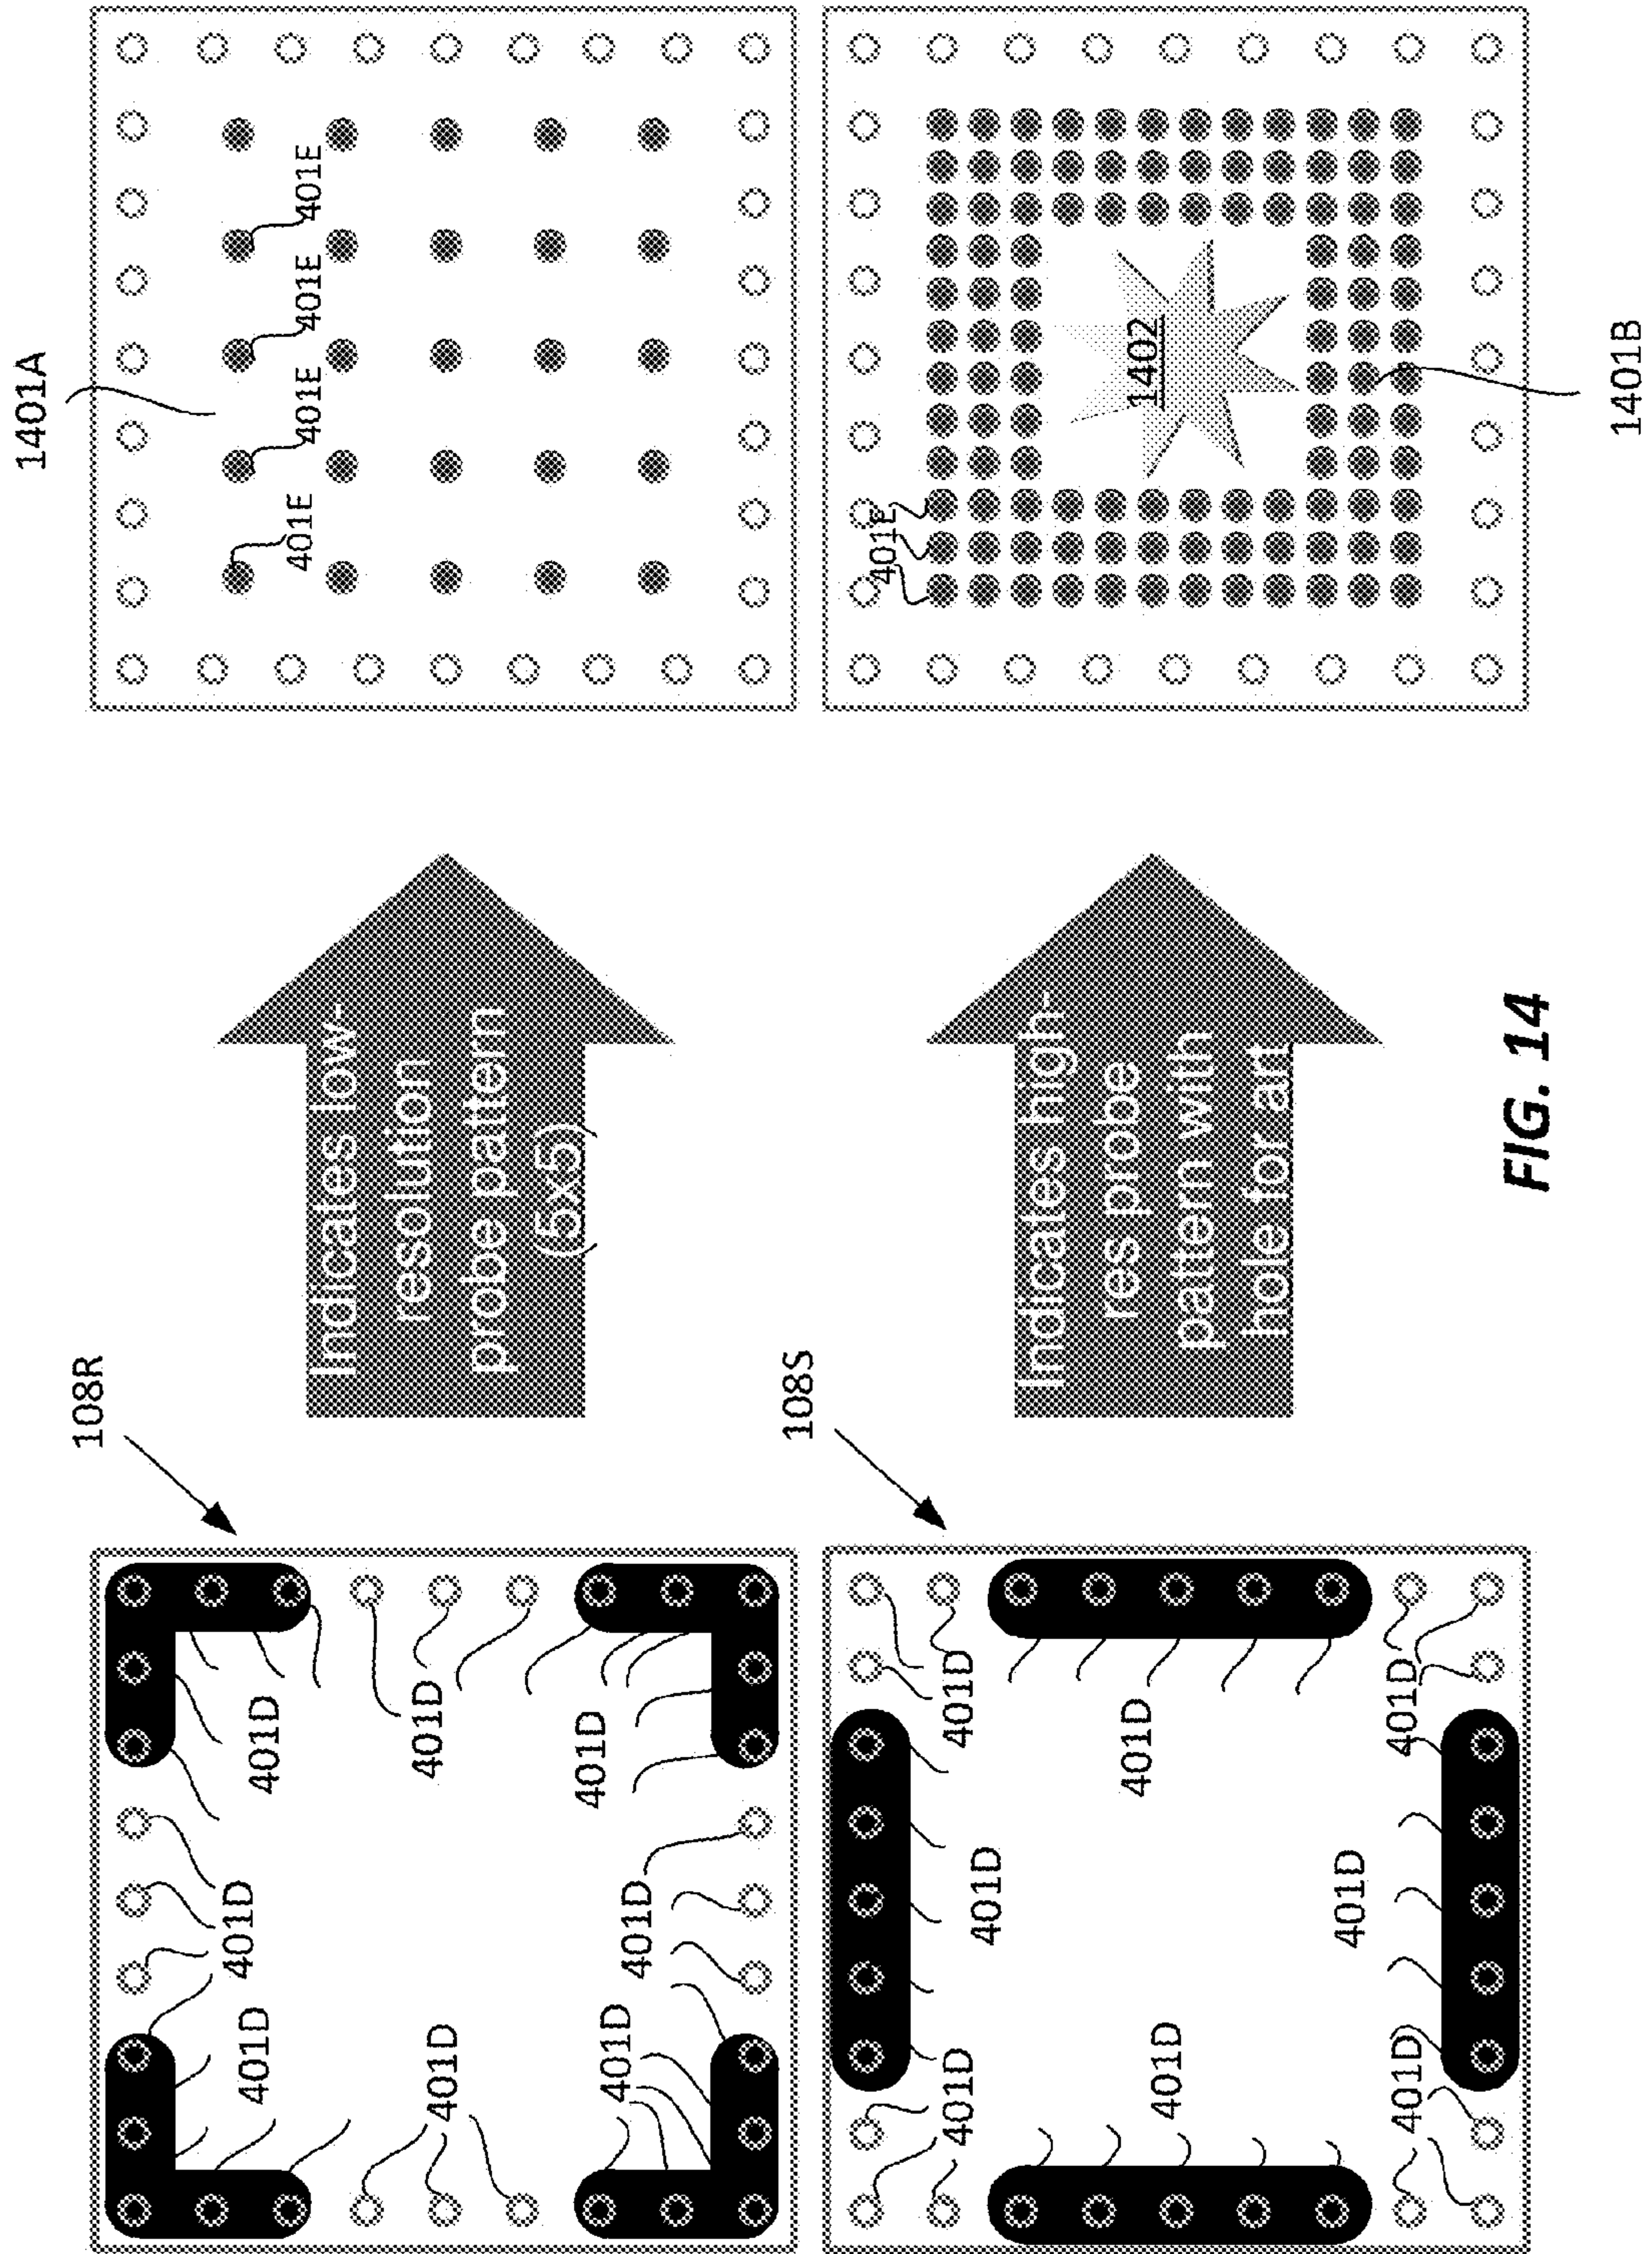 1401A
108R
401D
401D
401D
401D
401D
401D
401D
401D
Indicates low-
resolution
probe pattern
(5x5)
401E
401E
401E
401E
108S
401D
401D
401D
401D
401D
401D
401D
401D
Indicates high-
res probe
pattern with
hole for art
401E
1402
1401B
FIG. 14